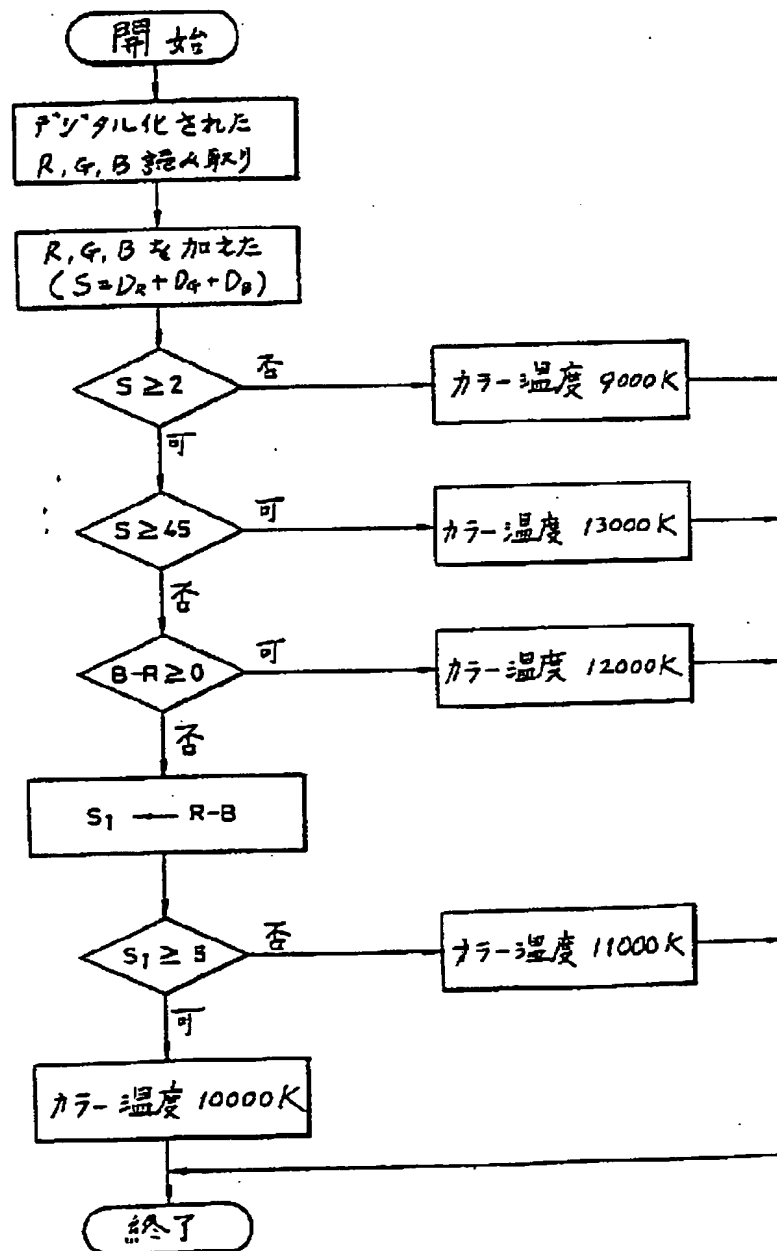 開始
デジタル化された
R, G, B 読み取り
R, G, B を加えた
(S=DR+DG+DB)
S≥2
否
カラー温度 9000K
可
S≥45
可
カラー温度 13000K
否
B-R≥0
可
カラー温度 12000K
否
S1 ← R-B
S1≥5
否
カラー温度 11000K
可
カラー温度 10000K
終了